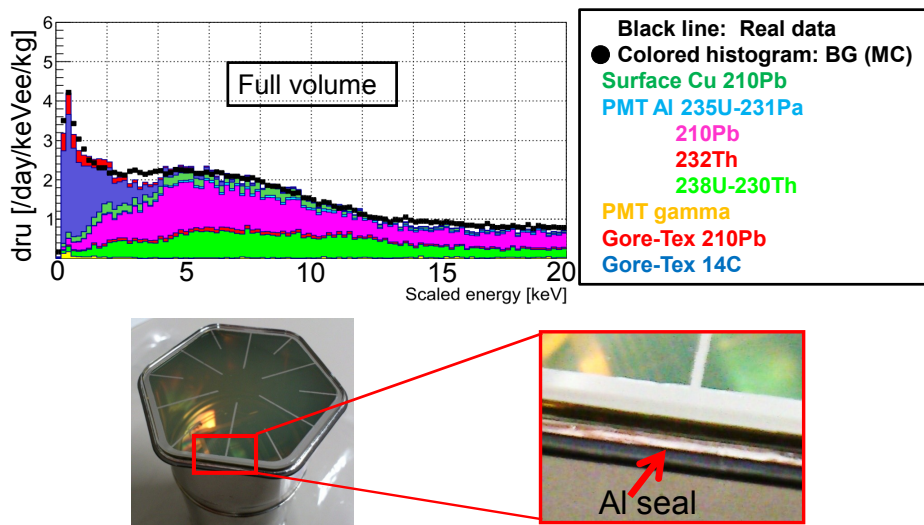 6
5
4
3
2
1
dru [/day/keVee/kg]
Full volume
0 5 10 15 20
Scaled energy [keV]
Black line: Real data
Colored histogram: BG (MC)
Surface Cu 210Pb
PMT Al 235U-231Pa
210Pb
232Th
238U-230Th
PMT gamma
Gore-Tex 210Pb
Gore-Tex 14C
Al seal